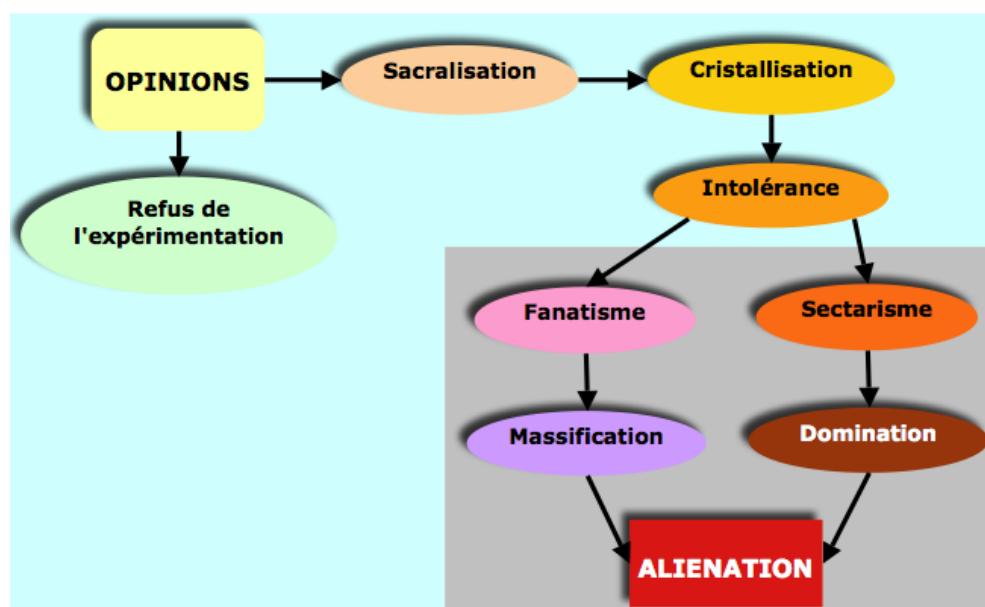 OPINIONS
Sacralisation
Cristallisation
Refus de
l'expérimentation
Intolérance
Fanatisme
Sectarisme
Massification
Domination
ALIENATION